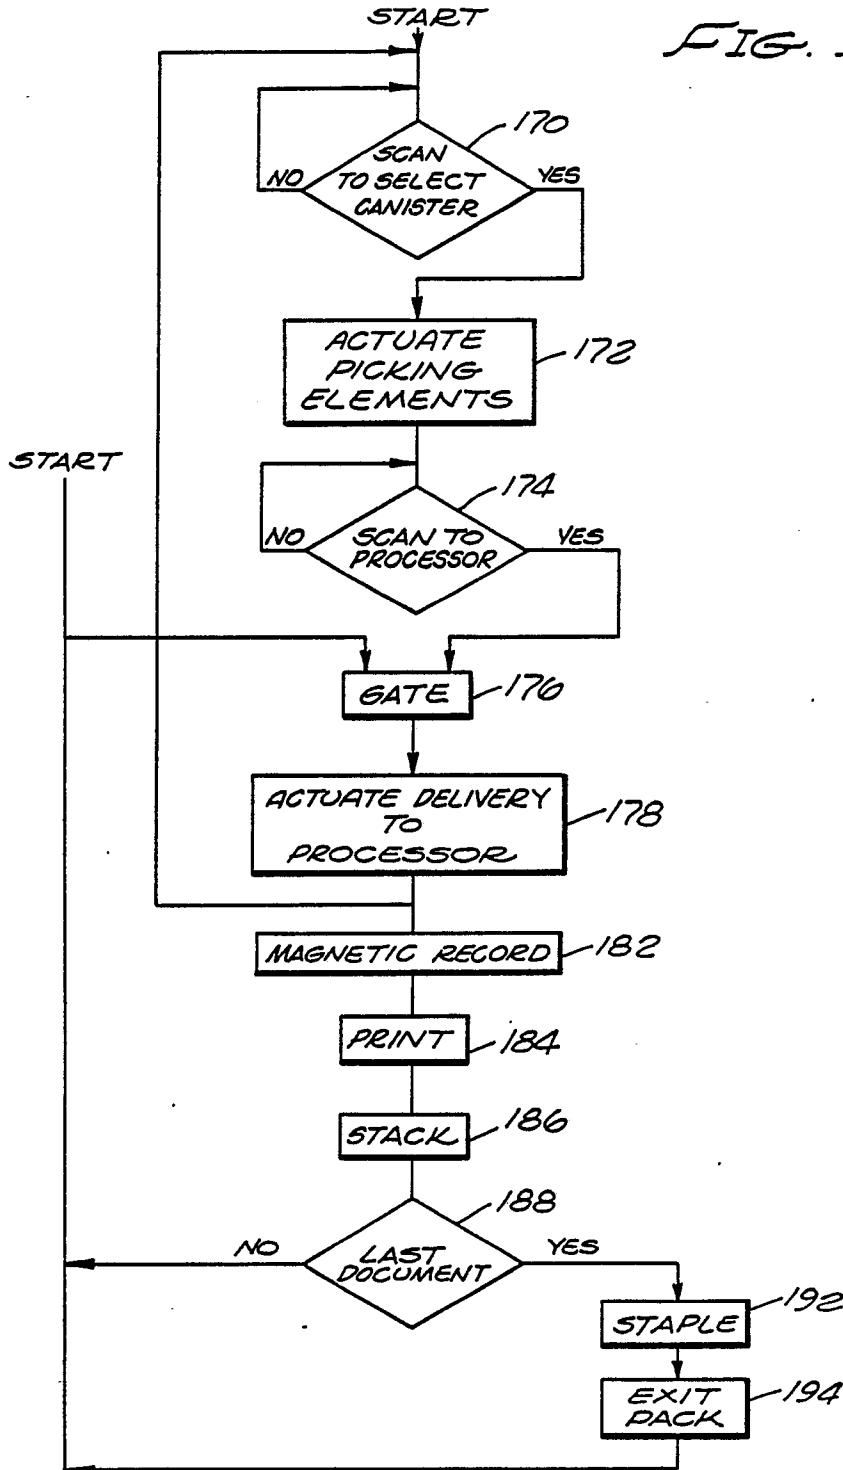 START
FIG.
170
SCAN
TO SELECT
CANISTER
NO
YES
ACTUATE
PICKING
ELEMENTS
172
START
174
NO
SCAN TO
PROCESSOR
YES
GATE
176
ACTUATE DELIVERY
TO
PROCESSOR
178
MAGNETIC RECORD
182
PRINT
184
STACK
186
188
NO
LAST
DOCUMENT
YES
STAPLE
192
EXIT
PACK
194